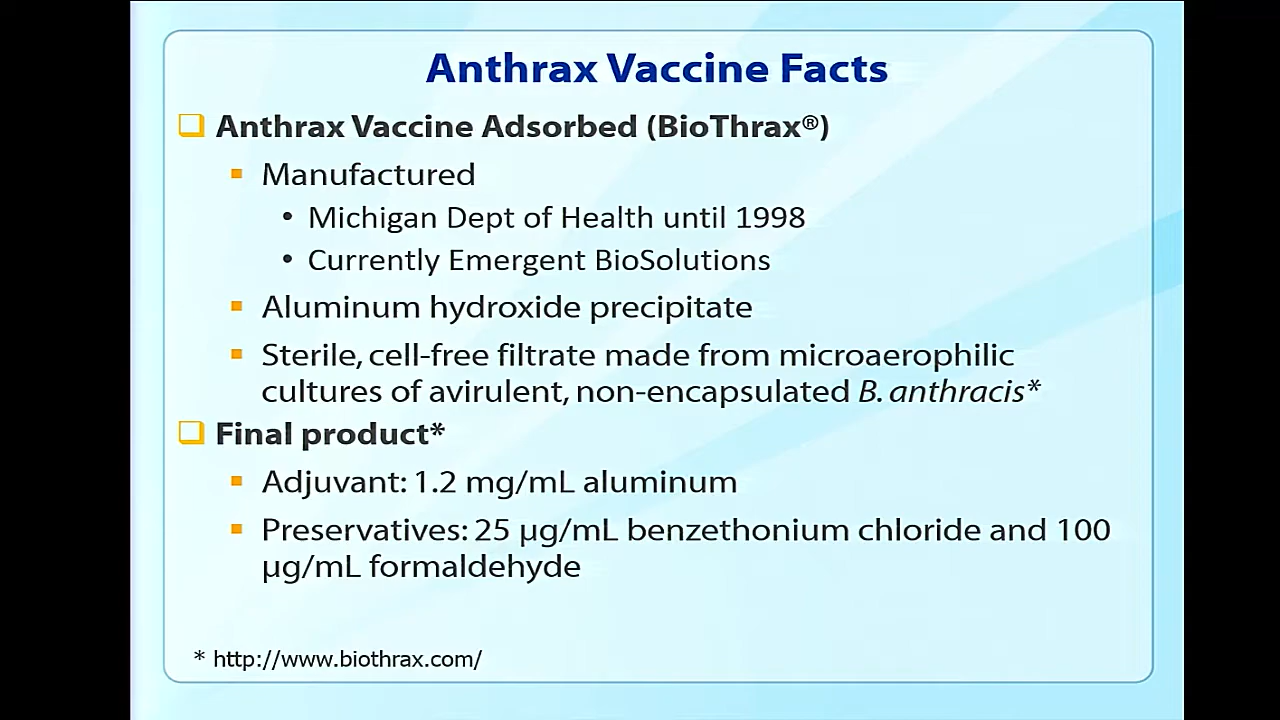 Anthrax Vaccine Facts
Anthrax Vaccine Adsorbed (BioThrax®)
Manufactured
• Michigan Dept of Health until 1998
• Currently Emergent BioSolutions
Aluminum hydroxide precipitate
Sterile, cell-free filtrate made from microaerophilic
cultures of avirulent, non-encapsulated B. anthracis*
Final product*
Adjuvant: 1.2 mg/mL aluminum
Preservatives: 25 µg/mL benzethonium chloride and 100
µg/mL formaldehyde
* http://www.biothrax.com/